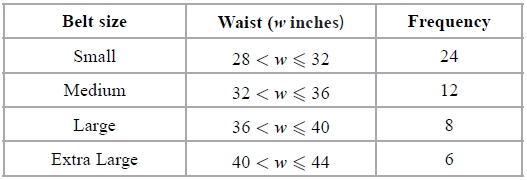 Belt size Waist (w inches) Frequency
Small 28 < w ⩽ 32 24
Medium 32 < w ⩽ 36 12
Large 36 < w ⩽ 40 8
Extra Large 40 < w ⩽ 44 6